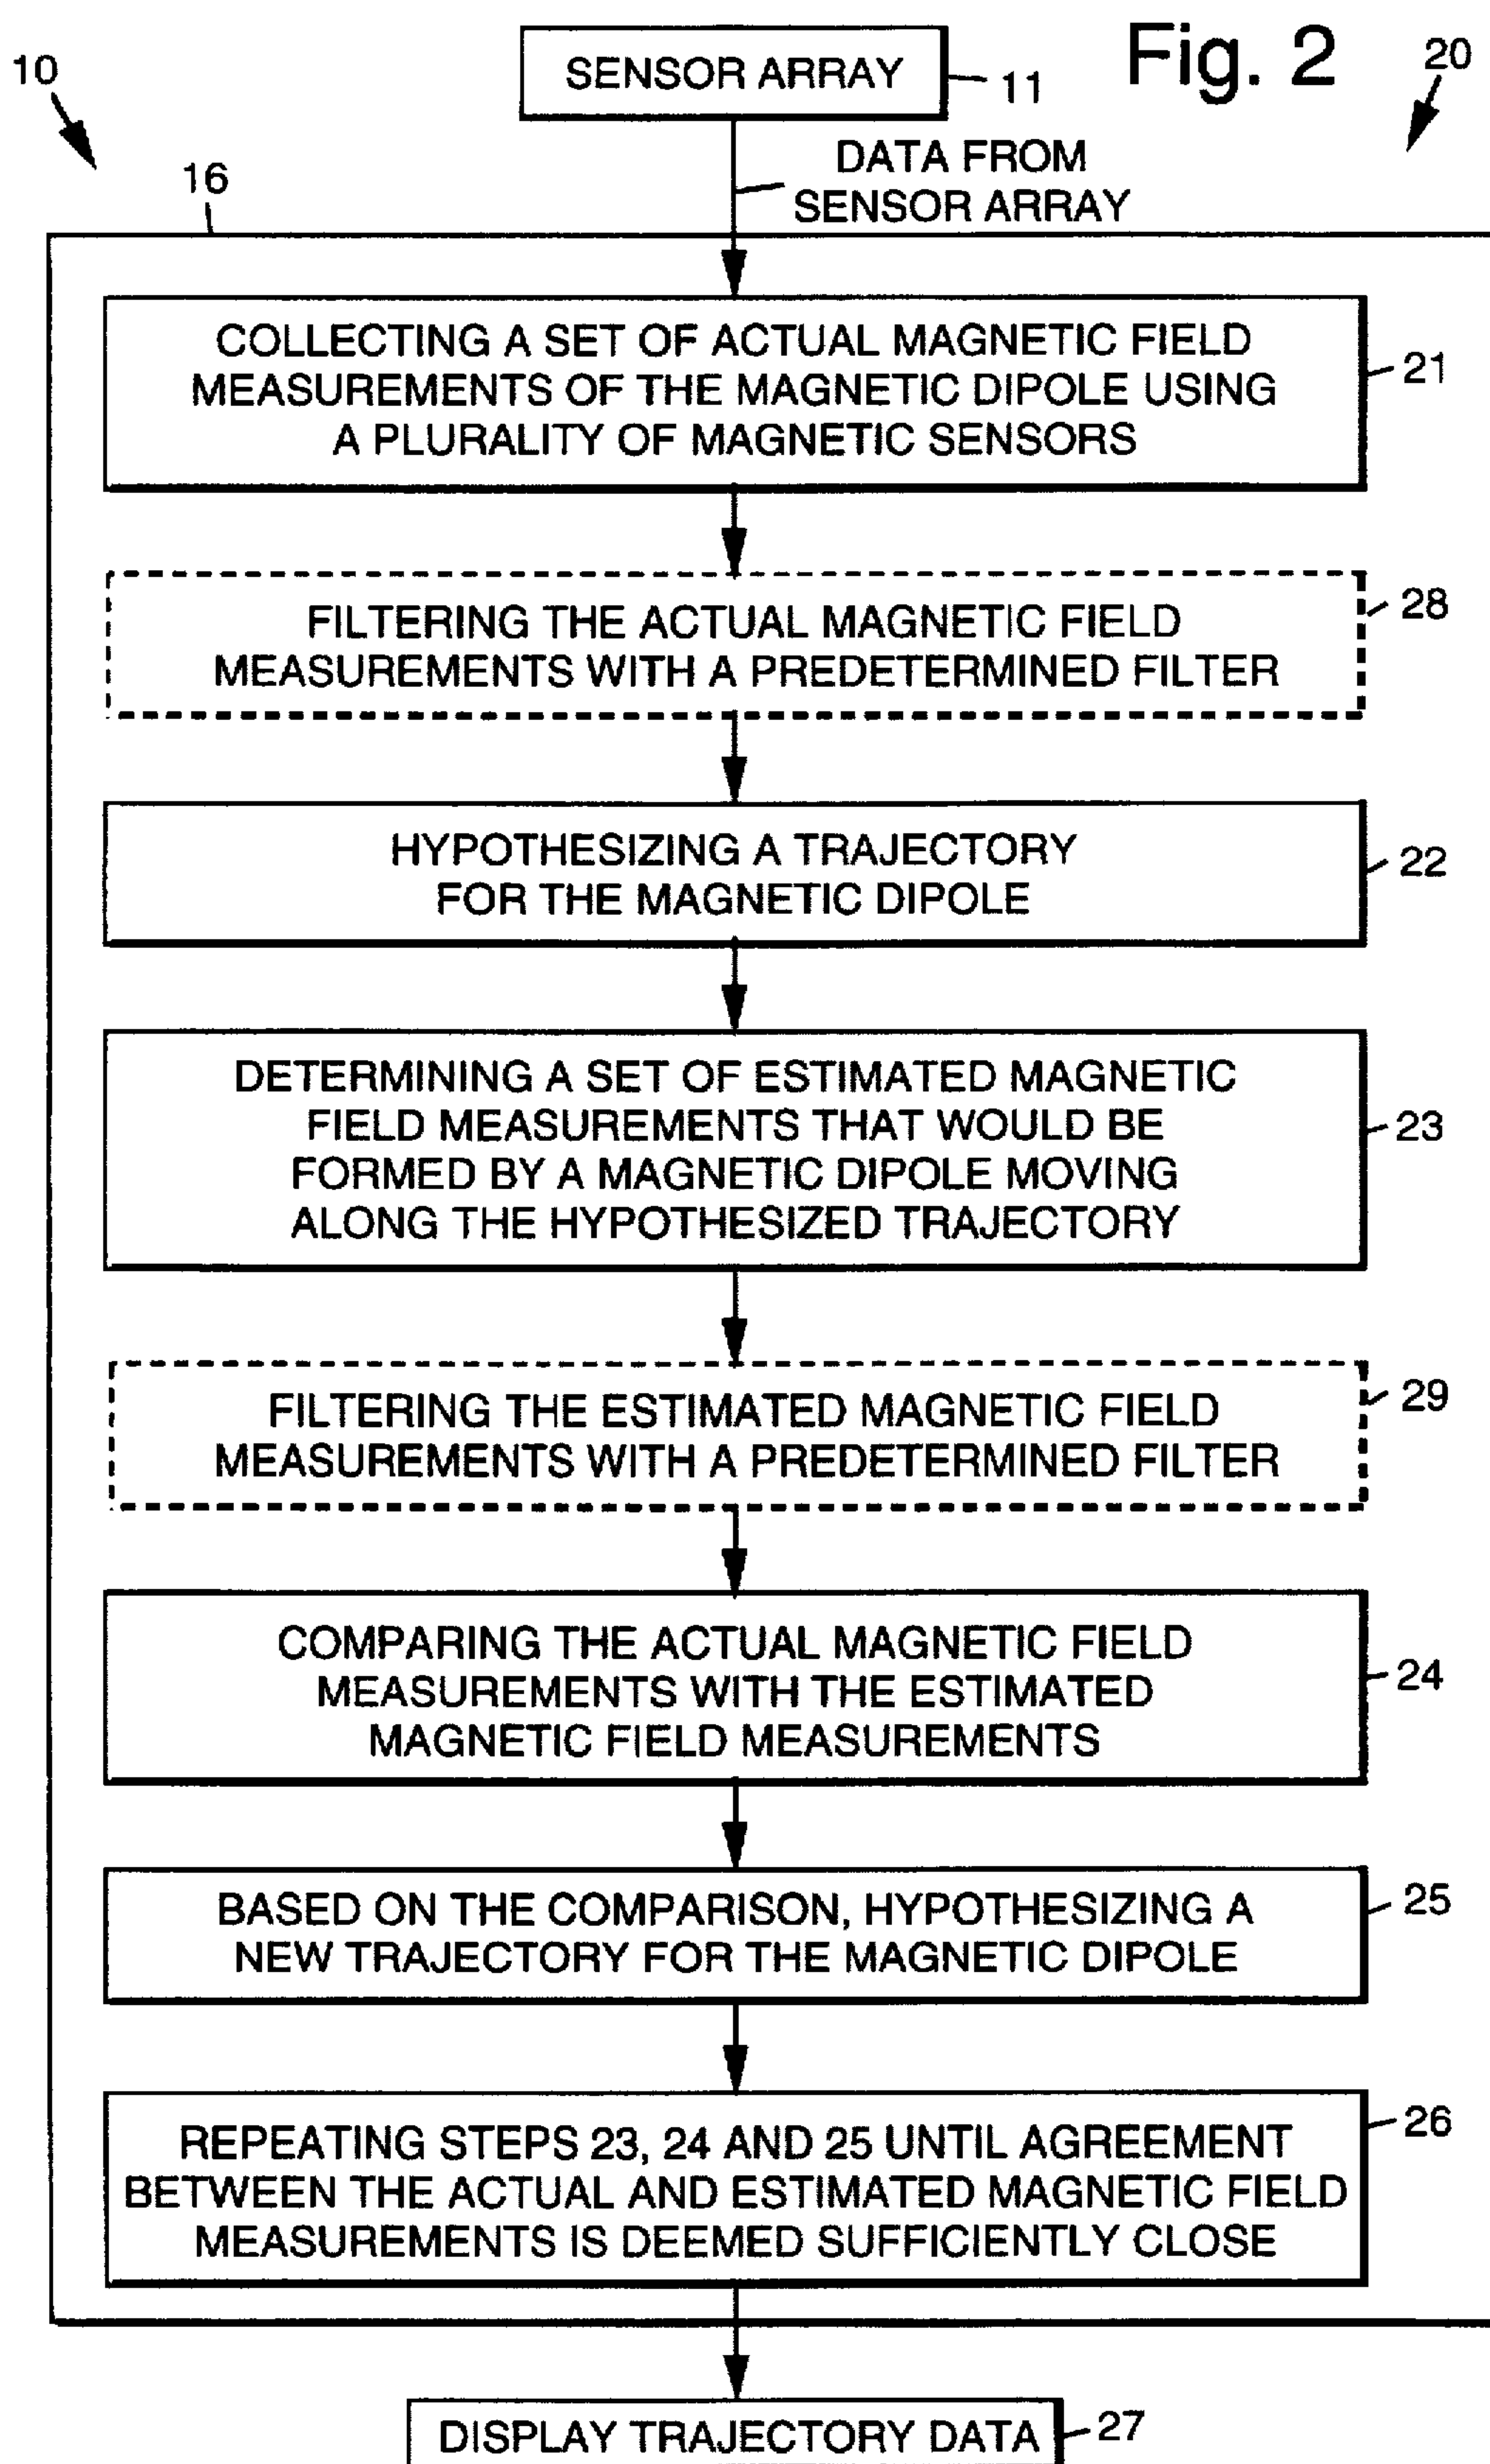 Fig. 2
10
20
SENSOR ARRAY
11
DATA FROM
SENSOR ARRAY
16
COLLECTING A SET OF ACTUAL MAGNETIC FIELD
MEASUREMENTS OF THE MAGNETIC DIPOLE USING
A PLURALITY OF MAGNETIC SENSORS
21
FILTERING THE ACTUAL MAGNETIC FIELD
MEASUREMENTS WITH A PREDETERMINED FILTER
28
HYPOTHESIZING A TRAJECTORY
FOR THE MAGNETIC DIPOLE
22
DETERMINING A SET OF ESTIMATED MAGNETIC
FIELD MEASUREMENTS THAT WOULD BE
FORMED BY A MAGNETIC DIPOLE MOVING
ALONG THE HYPOTHESIZED TRAJECTORY
23
FILTERING THE ESTIMATED MAGNETIC FIELD
MEASUREMENTS WITH A PREDETERMINED FILTER
29
COMPARING THE ACTUAL MAGNETIC FIELD
MEASUREMENTS WITH THE ESTIMATED
MAGNETIC FIELD MEASUREMENTS
24
BASED ON THE COMPARISON, HYPOTHESIZING A
NEW TRAJECTORY FOR THE MAGNETIC DIPOLE
25
REPEATING STEPS 23, 24 AND 25 UNTIL AGREEMENT
BETWEEN THE ACTUAL AND ESTIMATED MAGNETIC FIELD
MEASUREMENTS IS DEEMED SUFFICIENTLY CLOSE
26
DISPLAY TRAJECTORY DATA
27